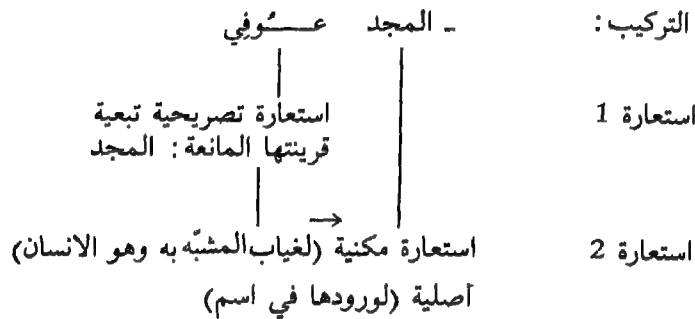 التركيب: ـ المجد عـــوفِي
استعارة 1 استعارة تصريحية تبعية
قرينتها المانعة: المجد
استعارة 2 استعارة مكنية (لغياب المشبّه به وهو الانسان)
أصلية (لورودها في اسم)